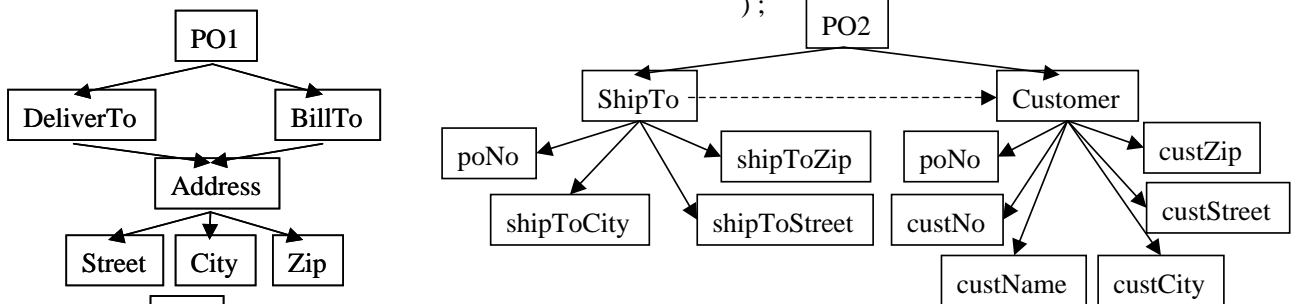 ) ;
PO1
PO2
DeliverTo
BillTo
ShipTo
Customer
Address
poNo
shipToZip
poNo
custZip
shipToCity
shipToStreet
custNo
custStreet
Street
City
Zip
custName
custCity